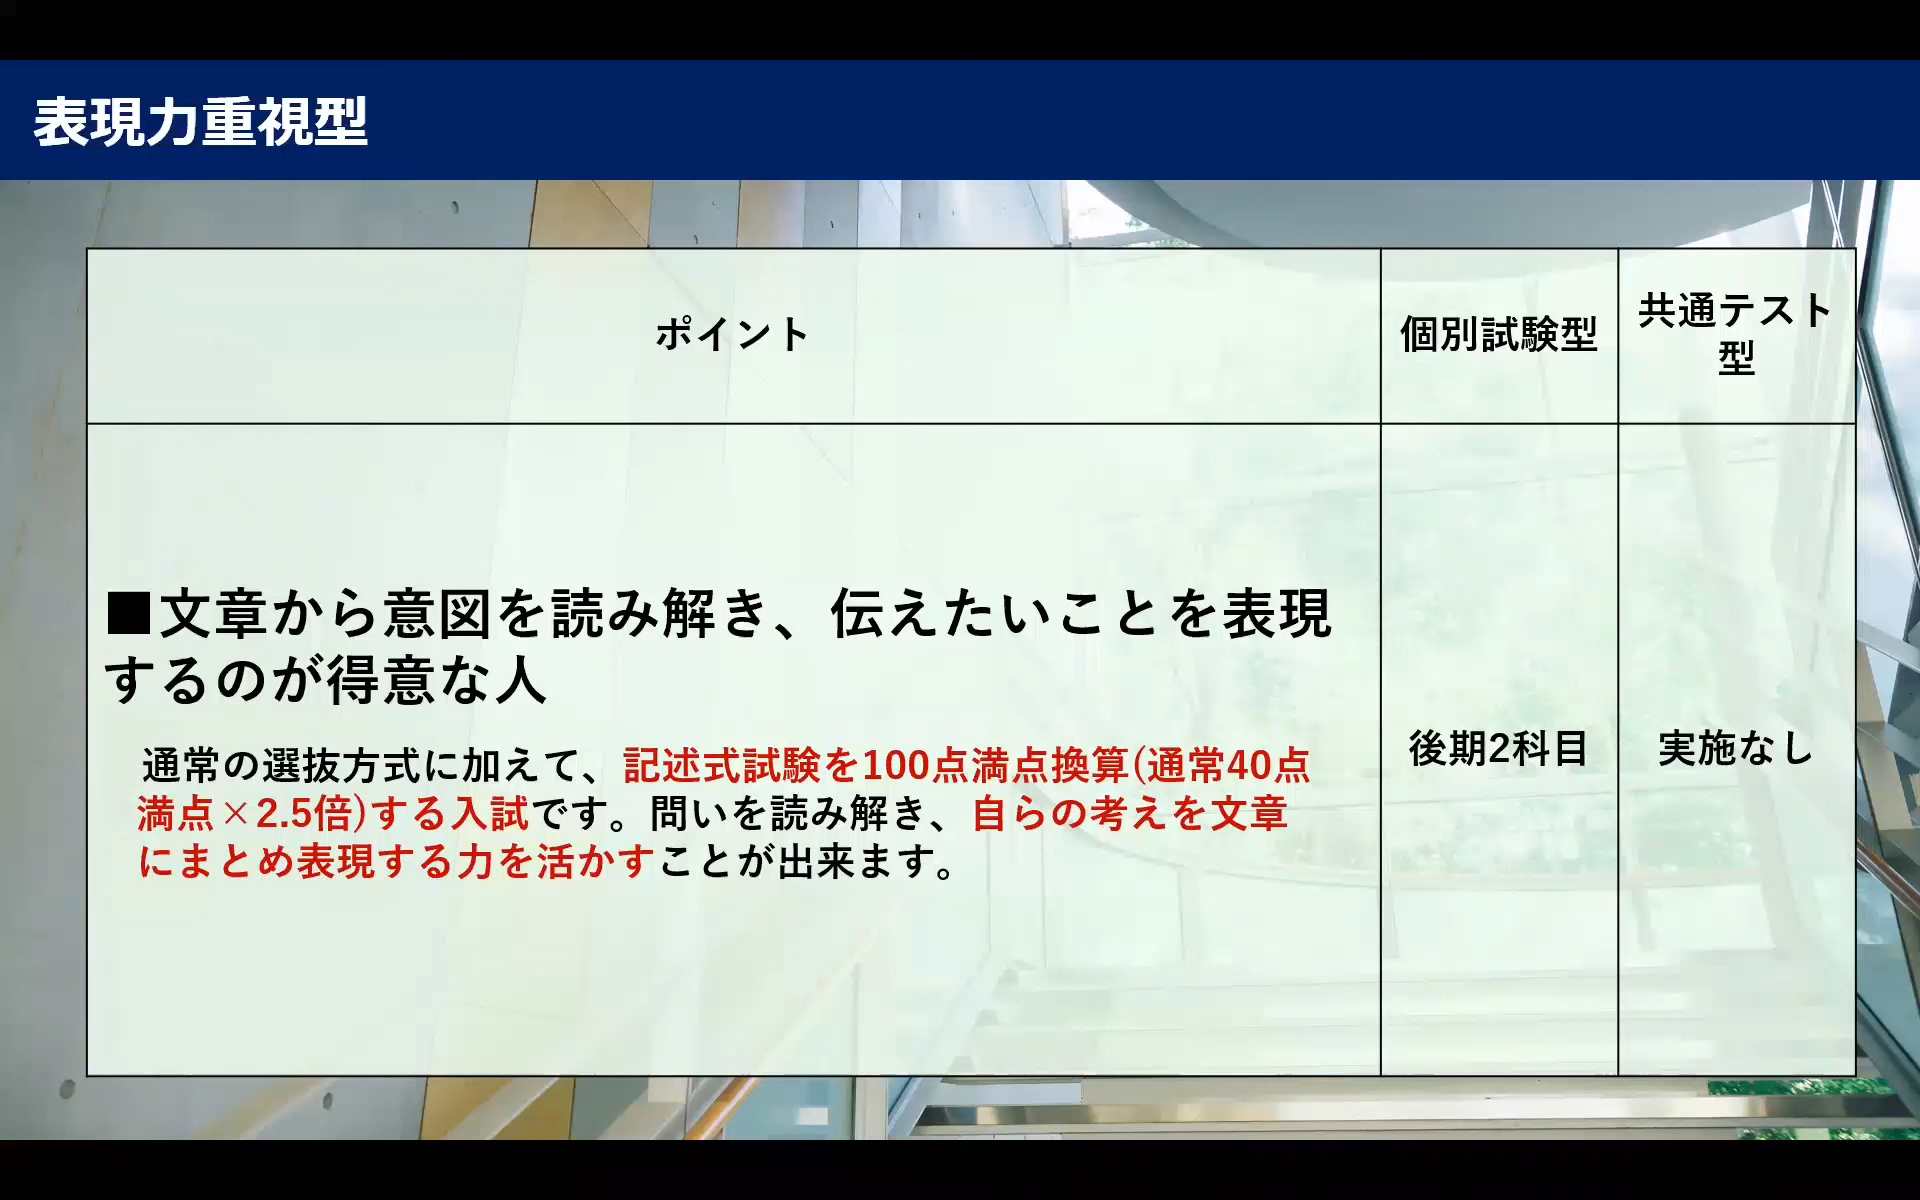 表現力重視型
ポイント
個別試験型
共通テスト
型
■文章から意図を読み解き、伝えたいことを表現
するのが得意な人
通常の選抜方式に加えて、記述式試験を100点満点換算(通常40点
満点×2.5倍)する入試です。問いを読み解き、自らの考えを文章
にまとめ表現する力を活かすことが出来ます。
後期2科目
実施なし